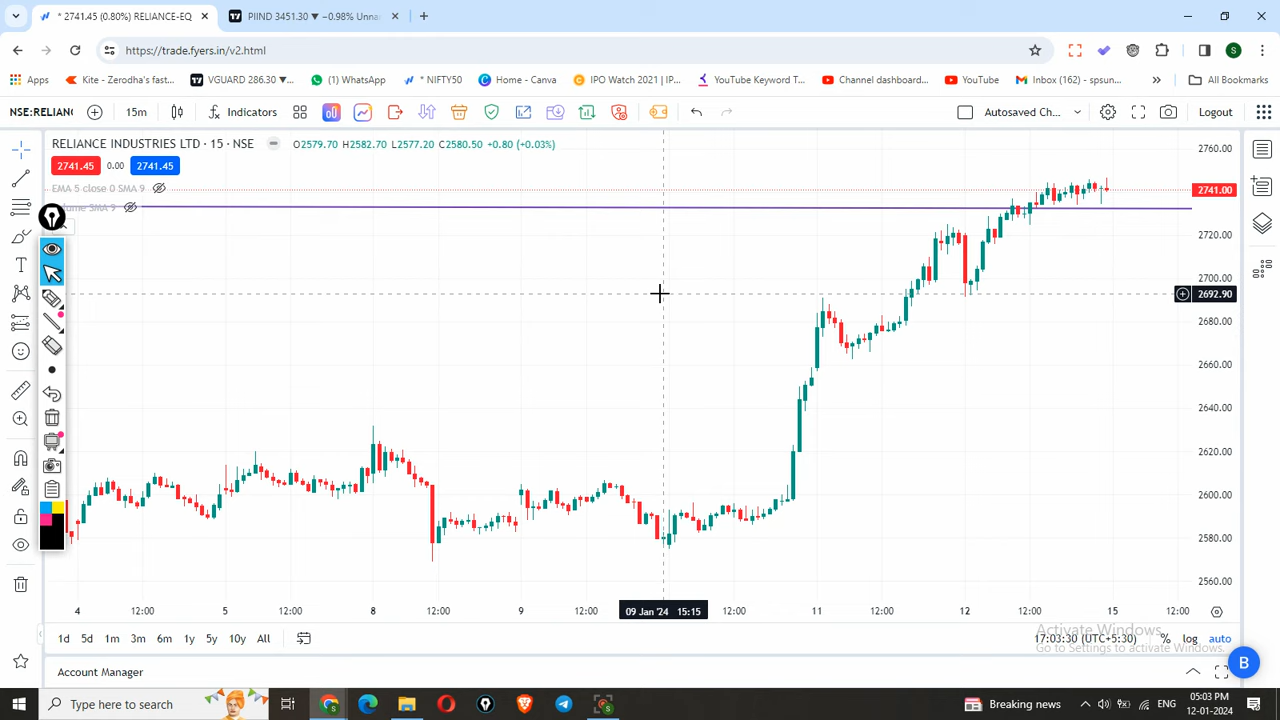 * 2741.45 (0.80%) RELIANCE-EQ
PIIND 3451.30 ▼ −0.98% Unna
https://trade.fyers.in/v2.html
S
Apps
Kite - Zerodha's fast...
VGUARD 286.30 ▼...
(1) WhatsApp
* NIFTY50
Home - Canva
IPO Watch 2021 | IP...
YouTube Keyword T...
Channel dashboard...
YouTube
Inbox (162) - spsun...
All Bookmarks
NSE:RELIANC
15m
Indicators
Autosaved Ch...
Logout
RELIANCE INDUSTRIES LTD · 15 · NSE
O2579.70 H2582.70 L2577.20 C2580.50 +0.80 (+0.03%)
2741.45 0.00 2741.45
EMA 5 close 0 SMA 9
SMA 9
2760.00
2741.00
2720.00
2700.00
2692.90
2680.00
2660.00
2640.00
2620.00
2600.00
2580.00
2560.00
4 12:00 5 12:00 8 12:00 9 12:00 09 Jan '24 15:15 12:00 11 12:00 12 12:00 15 12:00
1d 5d 1m 3m 6m 1y 5y 10y All
17:03:30 (UTC+5:30) % log auto
Activate Windows
Go to Settings to activate Windows.
B
Account Manager
Type here to search
Breaking news
ENG
05:03 PM
12-01-2024